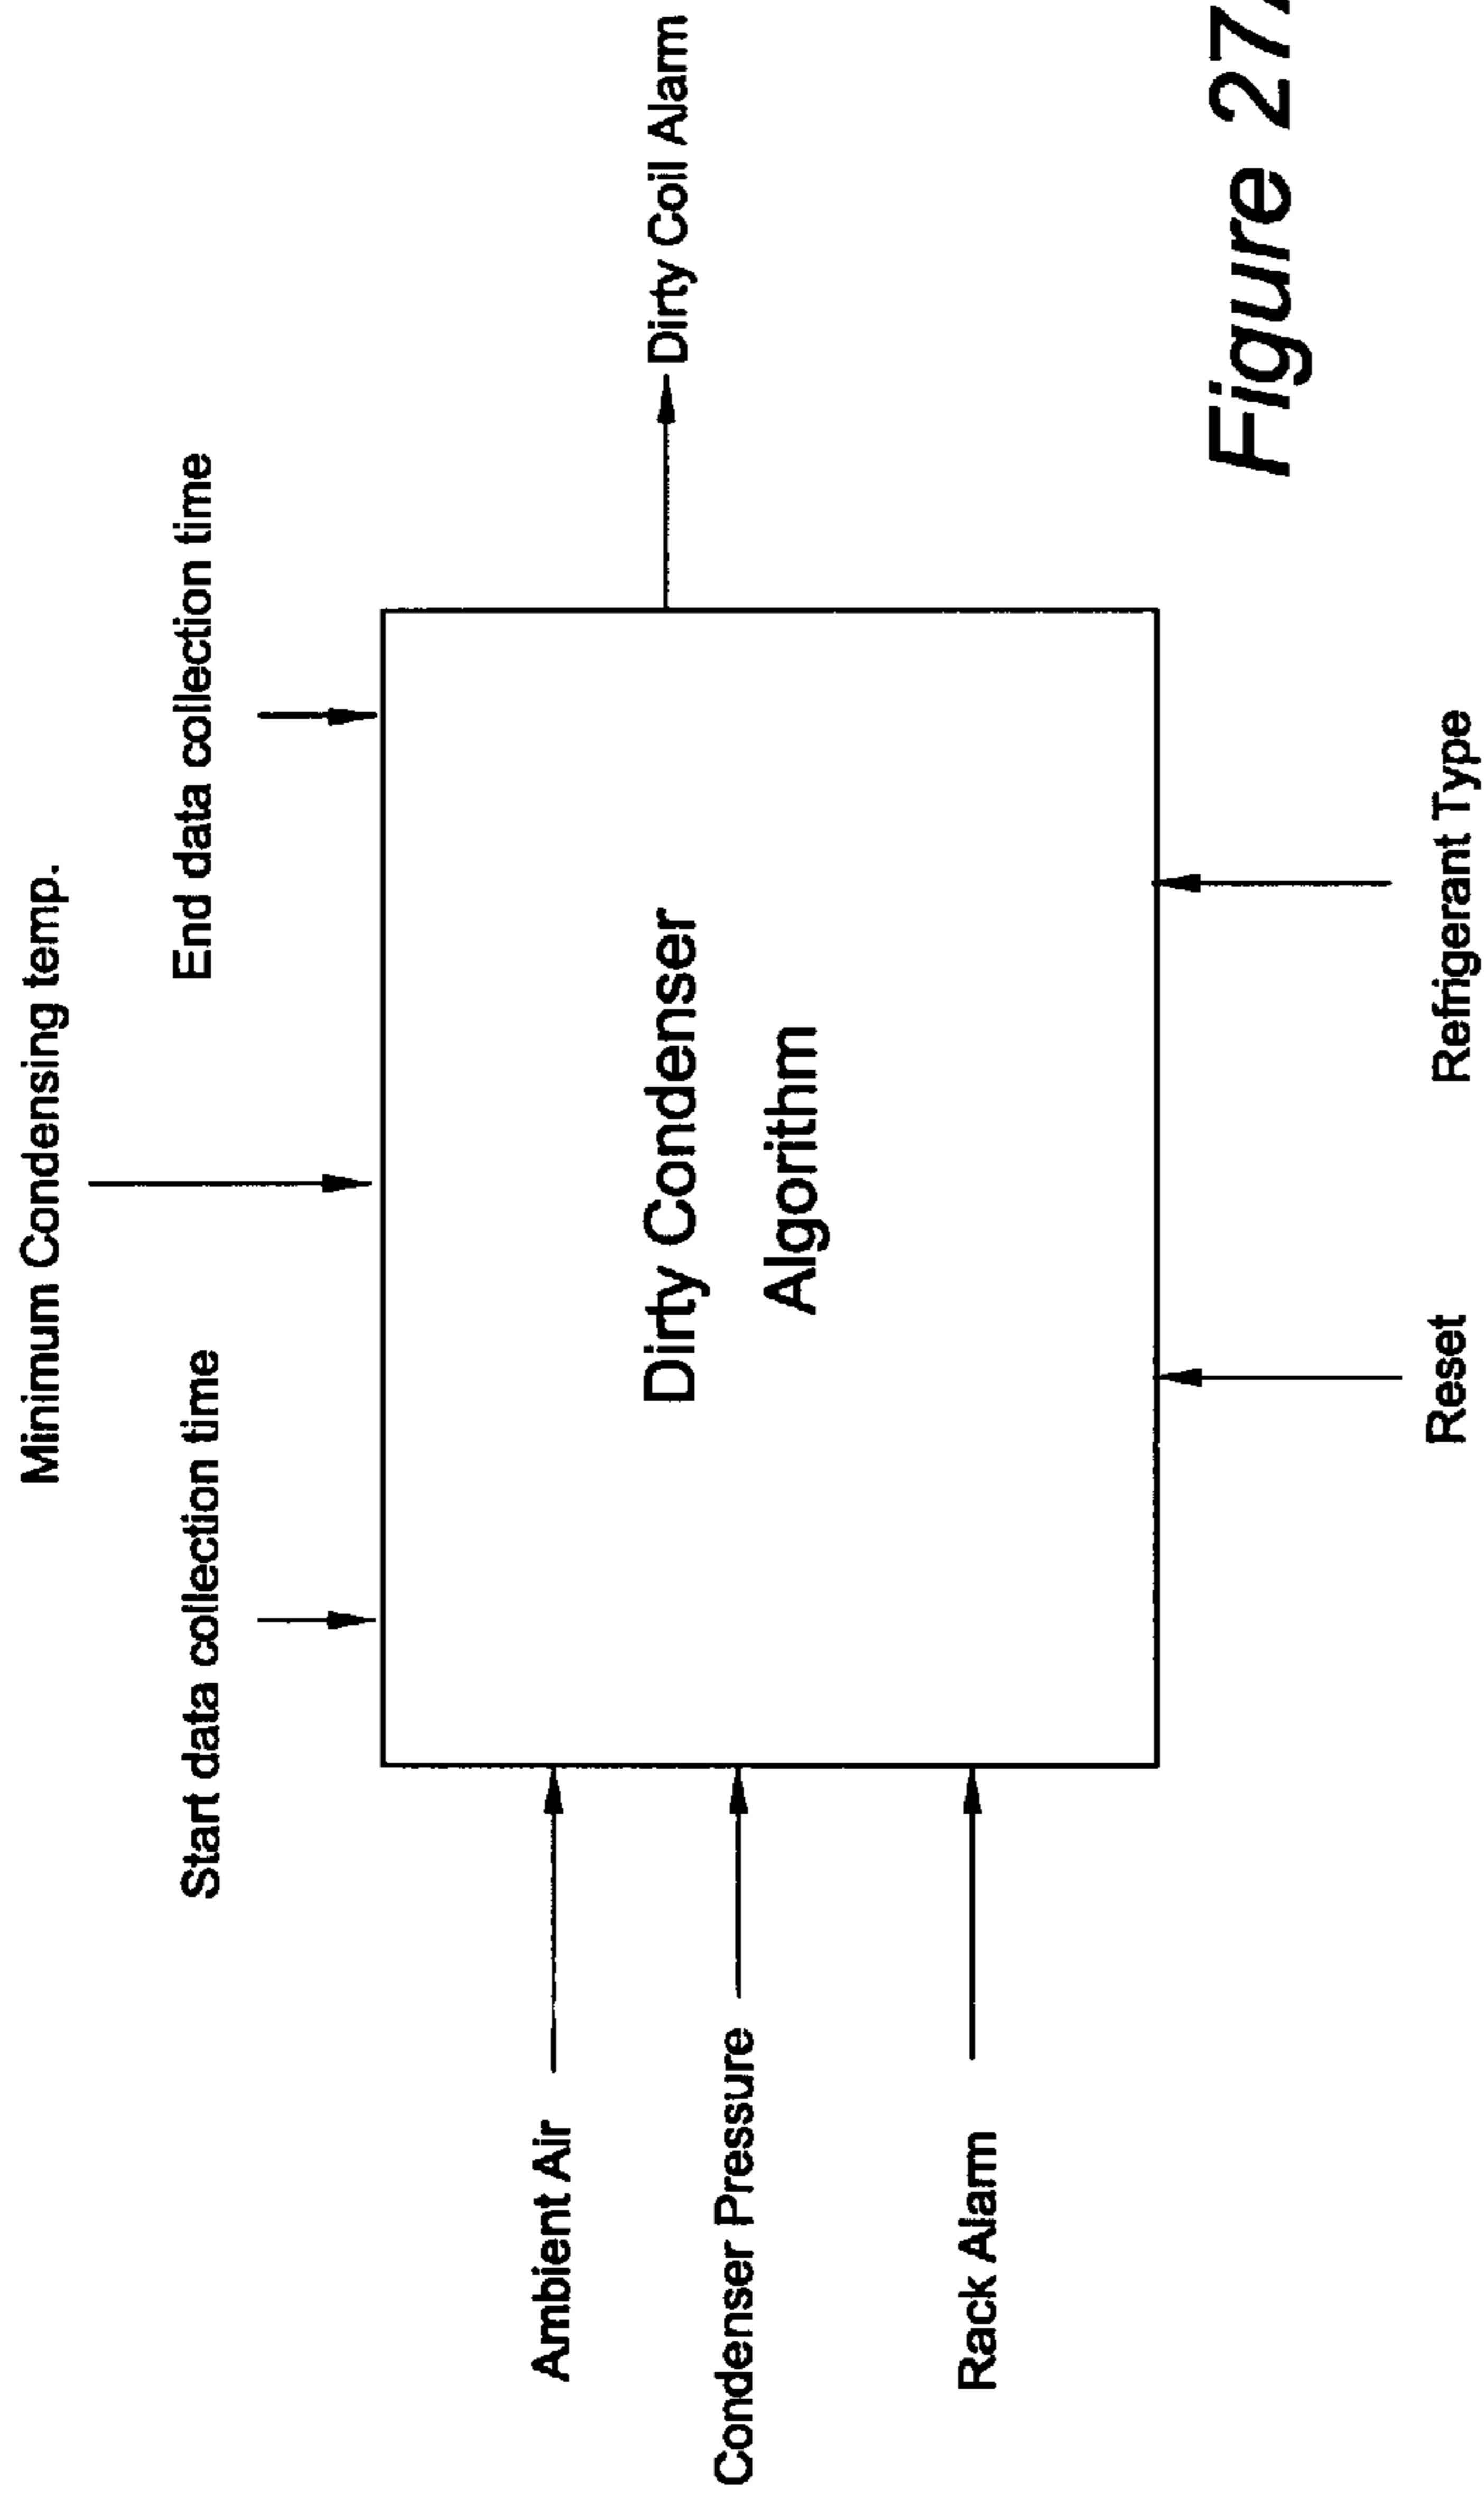 Minimum Condensing temp.
Start data collection time
End data collection time
Ambient Air
Condenser Pressure
Rack Alarm
Dirty Condenser
Algorithm
Dirty Coil Alarm
Reset
Refrigerant Type
Figure 27